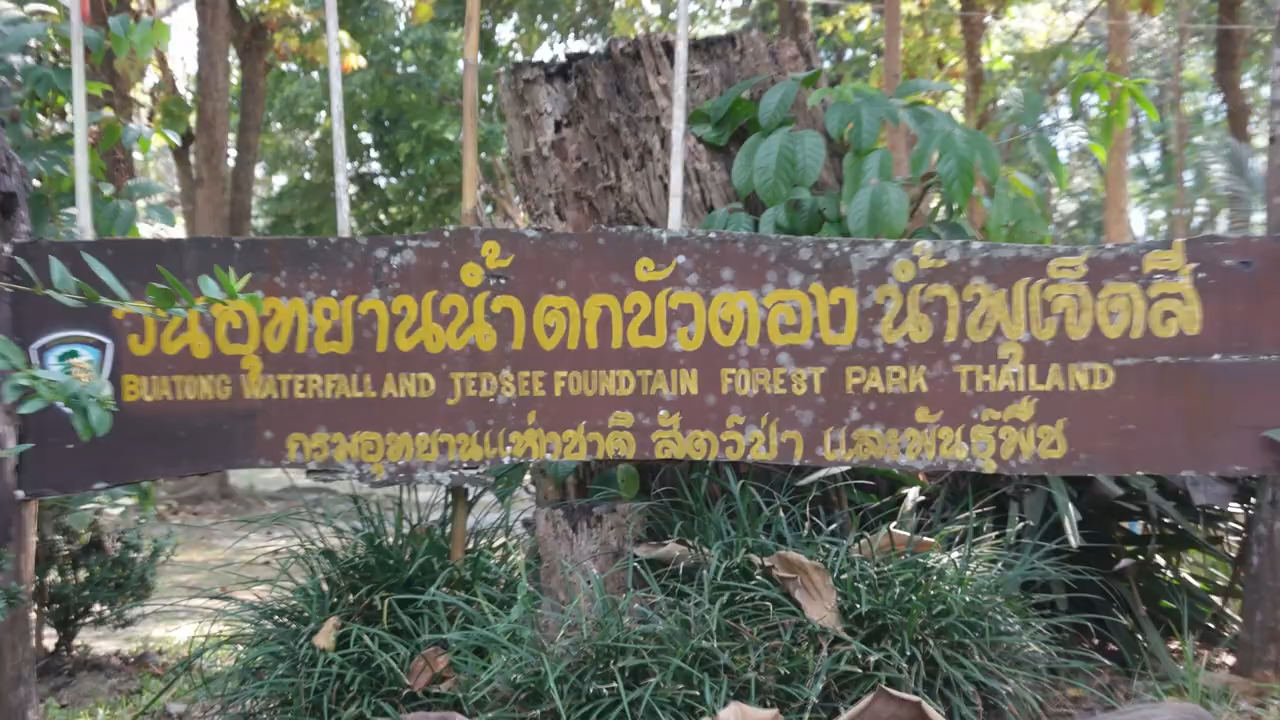 วนอุทยานน้ำตกบัวตอง น้ำพุเจ็ดสี
BUATONG WATERFALL AND JEDSEE FOUNDTAIN FOREST PARK THAILAND
กรมอุทยานแห่งชาติ สัตว์ป่า และพันธุ์พืช